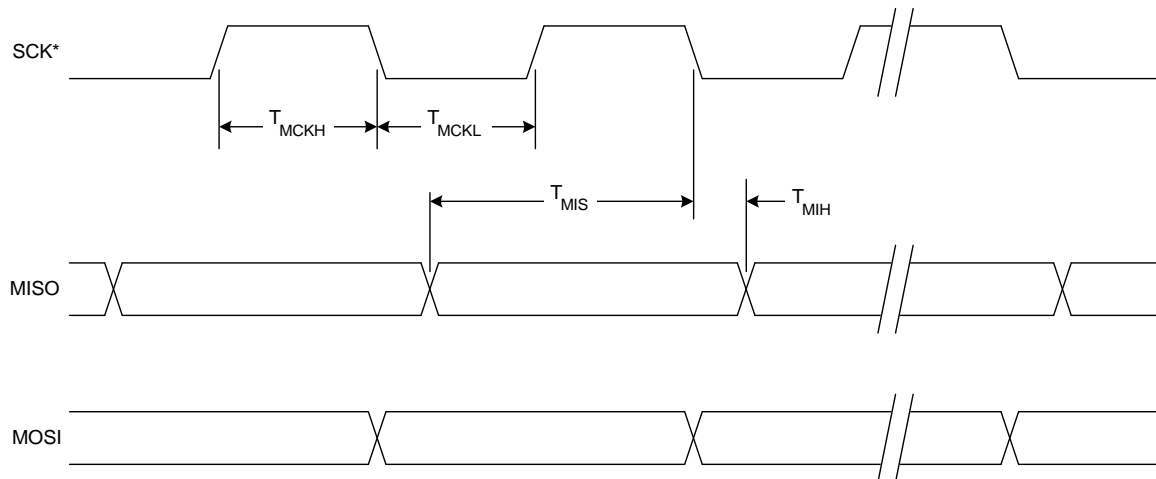 SCK*
T_MCKH
T_MCKL
T_MIS
T_MIH
MISO
MOSI